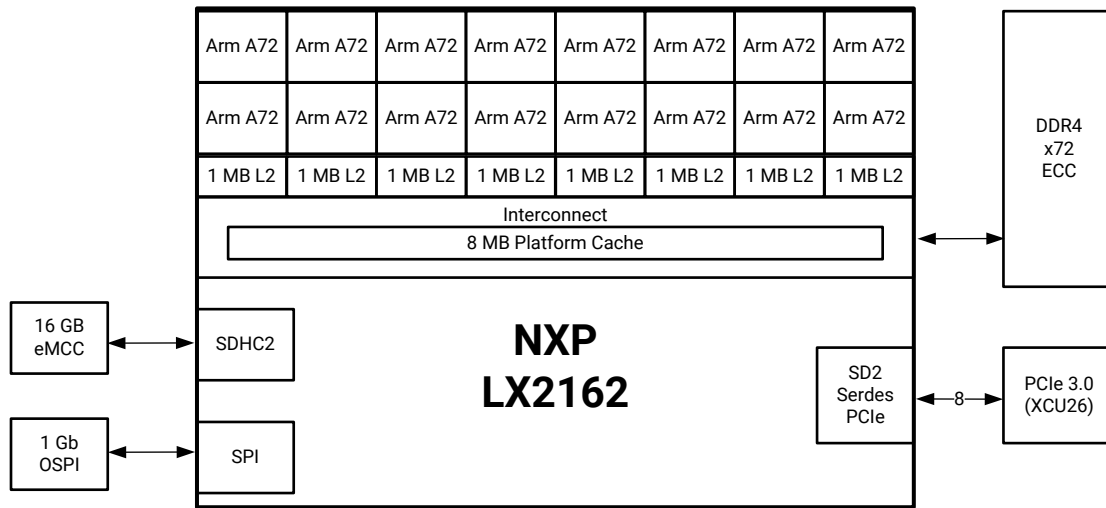 Arm A72 Arm A72 Arm A72 Arm A72 Arm A72 Arm A72 Arm A72 Arm A72
Arm A72 Arm A72 Arm A72 Arm A72 Arm A72 Arm A72 Arm A72 Arm A72
1 MB L2 1 MB L2 1 MB L2 1 MB L2 1 MB L2 1 MB L2 1 MB L2 1 MB L2
Interconnect
8 MB Platform Cache
DDR4
x72
ECC
16 GB
eMCC
SDHC2
NXP
LX2162
SD2
Serdes
PCIe
8
PCIe 3.0
(XCU26)
1 Gb
OSPI
SPI